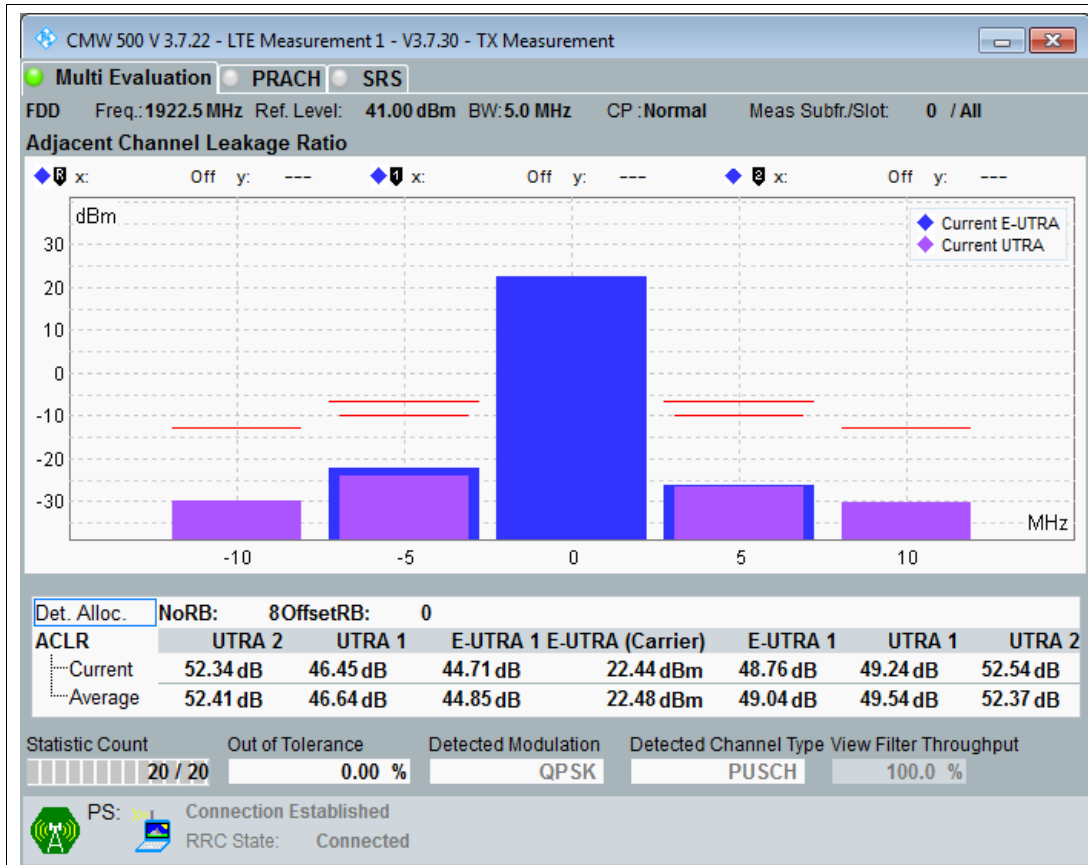 CMW 500 V 3.7.22 - LTE Measurement 1 - V3.7.30 - TX Measurement
Multi Evaluation PRACH SRS
FDD Freq.: 1922.5 MHz Ref. Level: 41.00 dBm BW: 5.0 MHz CP : Normal Meas Subfr./Slot: 0 / All
Adjacent Channel Leakage Ratio
R x: Off y: --- 1 x: Off y: --- 2 x: Off y: ---
dBm
Current E-UTRA
Current UTRA
30
20
10
0
-10
-20
-30
MHz
-10 -5 0 5 10
Det. Alloc. NoRB: 8 OffsetRB: 0
ACLR UTRA 2 UTRA 1 E-UTRA 1 E-UTRA (Carrier) E-UTRA 1 UTRA 1 UTRA 2
Current 52.34 dB 46.45 dB 44.71 dB 22.44 dBm 48.76 dB 49.24 dB 52.54 dB
Average 52.41 dB 46.64 dB 44.85 dB 22.48 dBm 49.04 dB 49.54 dB 52.37 dB
Statistic Count Out of Tolerance Detected Modulation Detected Channel Type View Filter Throughput
20 / 20 0.00 % QPSK PUSCH 100.0 %
PS: Connection Established
RRC State: Connected